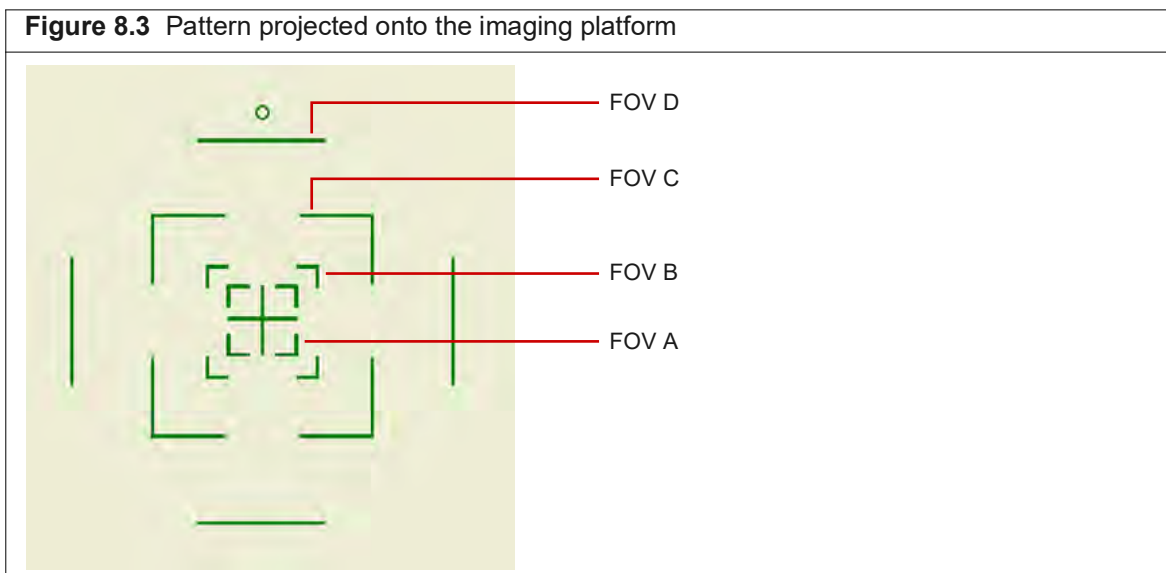 Figure 8.3 Pattern projected onto the imaging platform
FOV D
FOV C
FOV B
FOV A